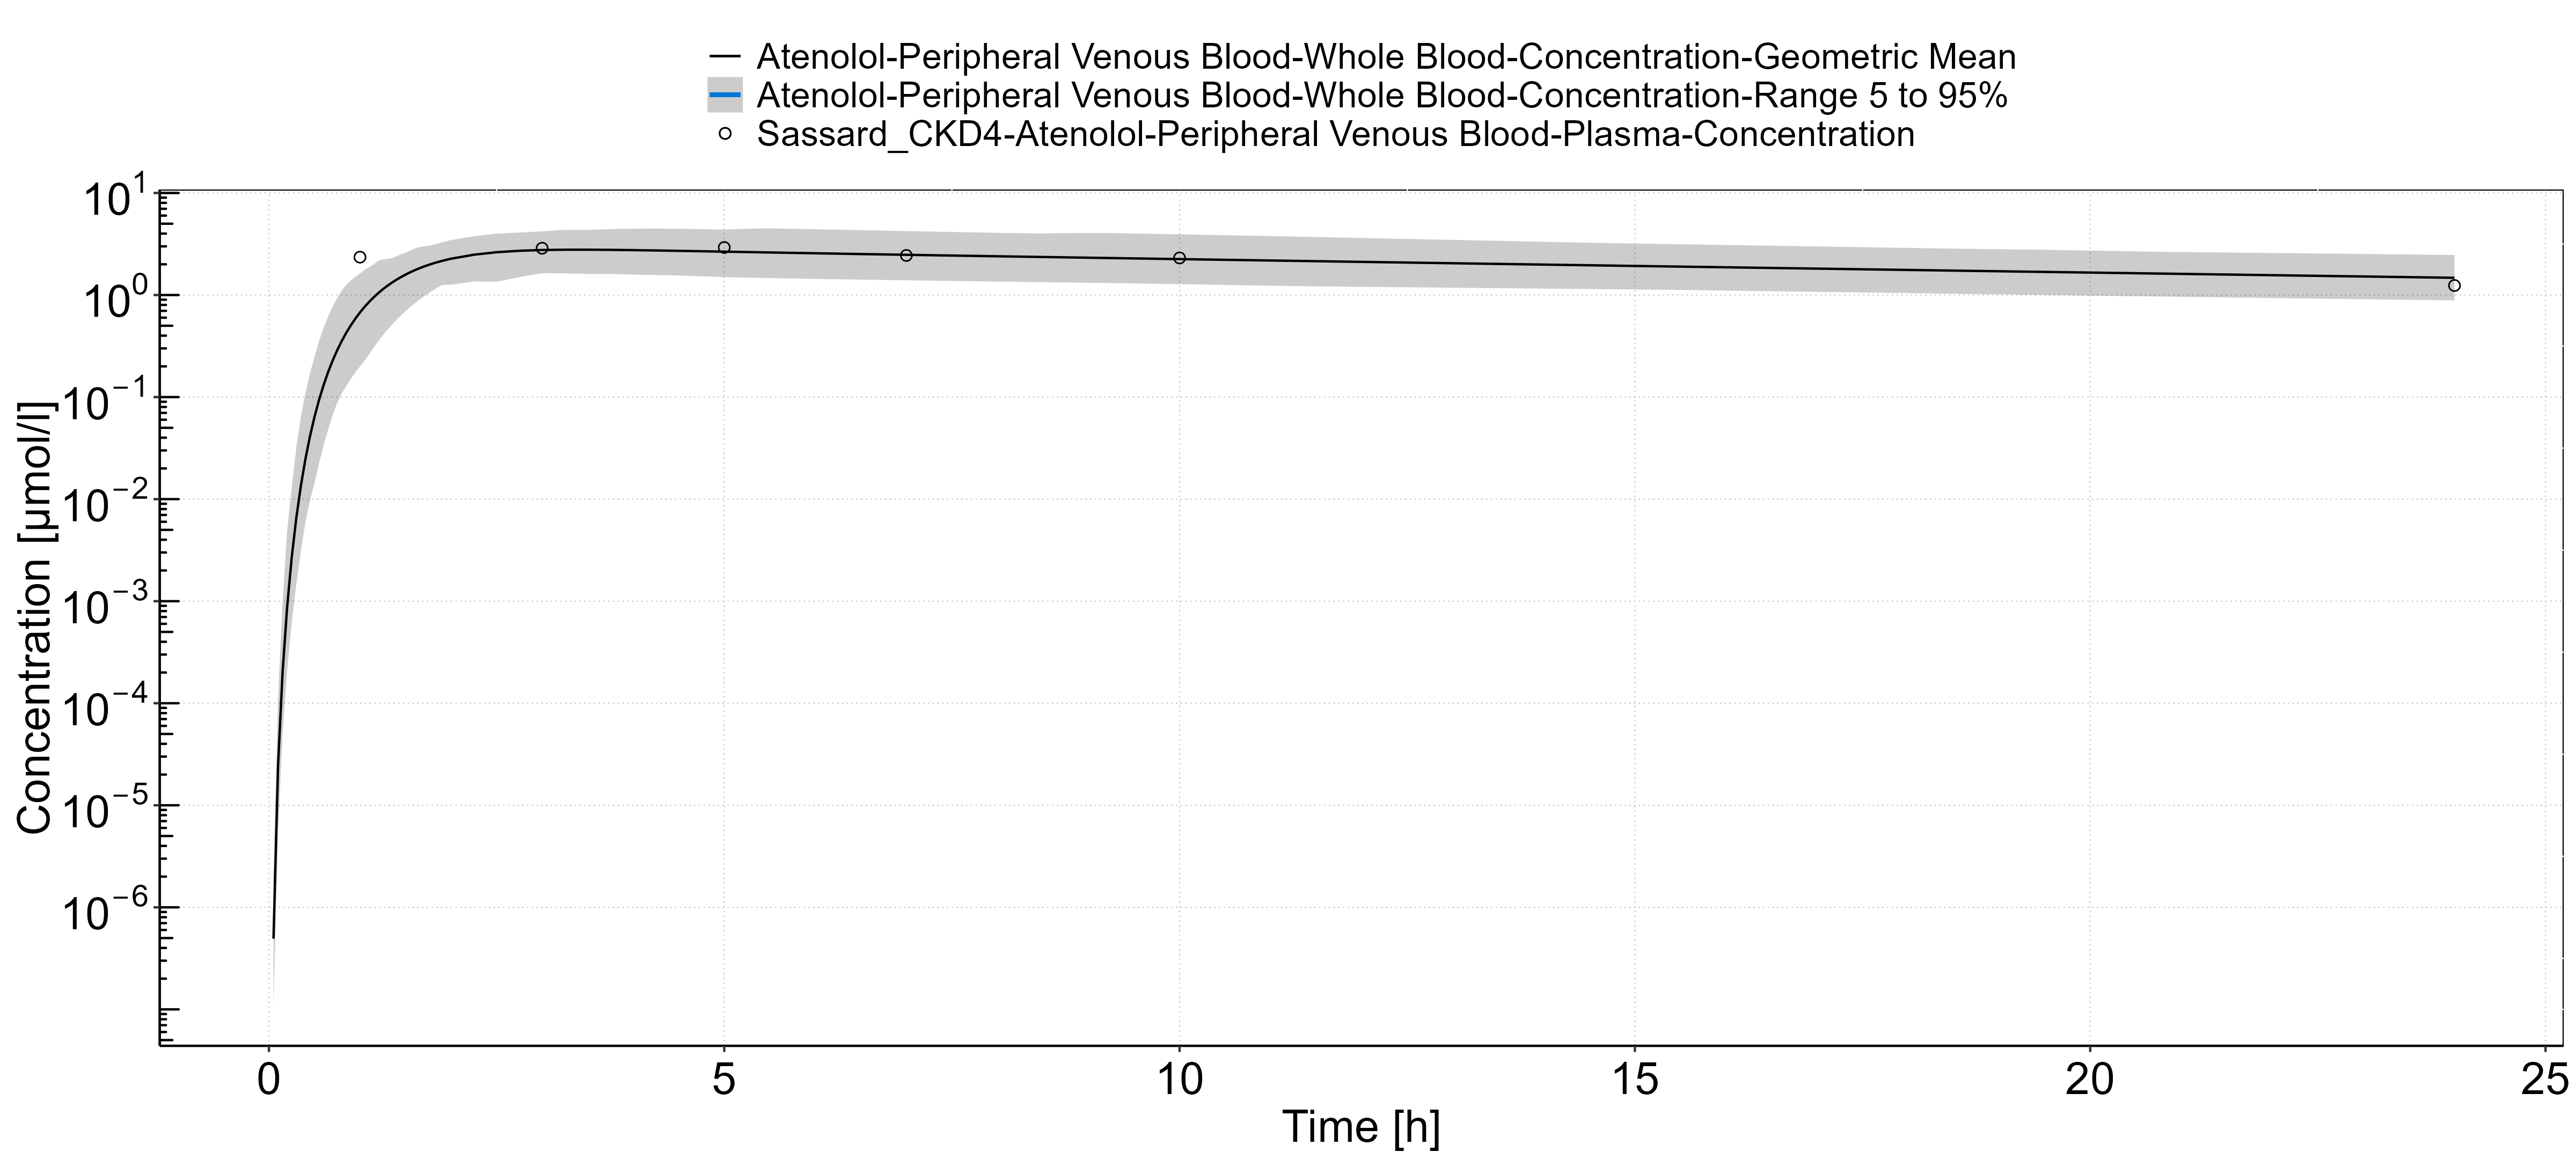 Atenolol-Peripheral Venous Blood-Whole Blood-Concentration-Geometric Mean
Atenolol-Peripheral Venous Blood-Whole Blood-Concentration-Range 5 to 95%
Sassard_CKD4-Atenolol-Peripheral Venous Blood-Plasma-Concentration
Concentration [µmol/l]
10¹
10⁰
10⁻¹
10⁻²
10⁻³
10⁻⁴
10⁻⁵
10⁻⁶
0 5 10 15 20 25
Time [h]